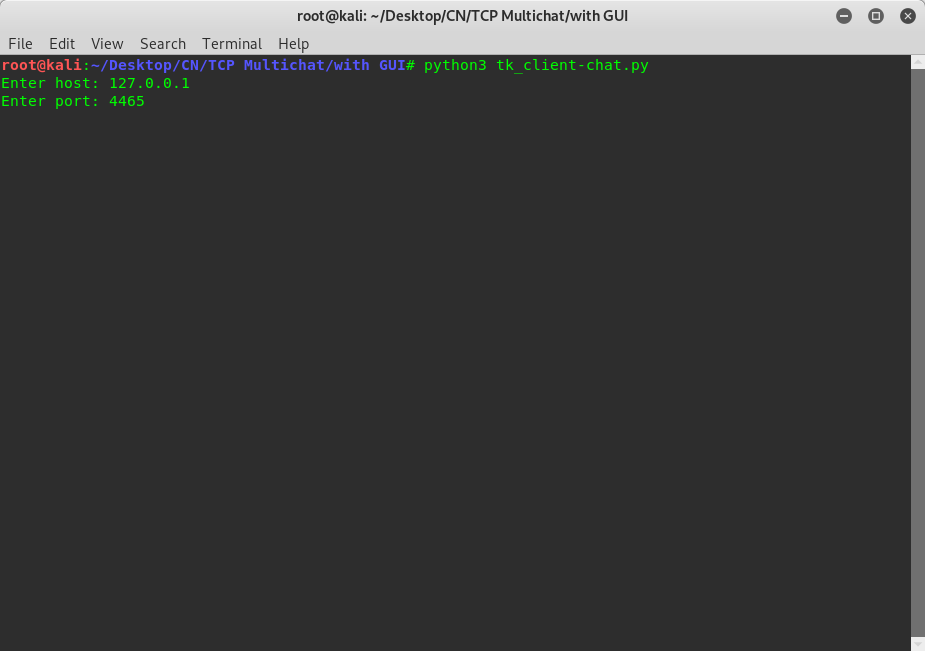 root@kali: ~/Desktop/CN/TCP Multichat/with GUI
File Edit View Search Terminal Help
root@kali:~/Desktop/CN/TCP Multichat/with GUI# python3 tk_client-chat.py
Enter host: 127.0.0.1
Enter port: 4465